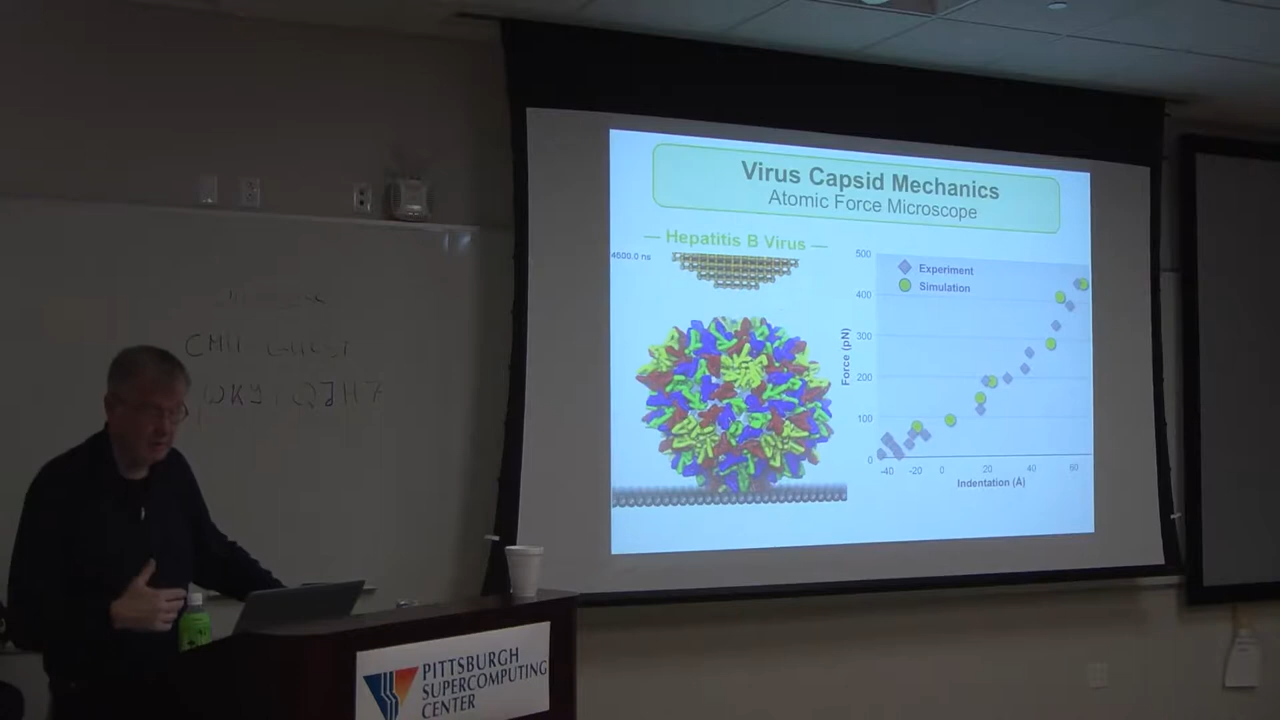 Virus Capsid Mechanics
Atomic Force Microscope
— Hepatitis B Virus —
4600.0 ns
Experiment
Simulation
500
400
300
200
100
0
Force (pN)
-40 -20 0 20 40 60
Indentation (Å)
PITTSBURGH
SUPERCOMPUTING
CENTER